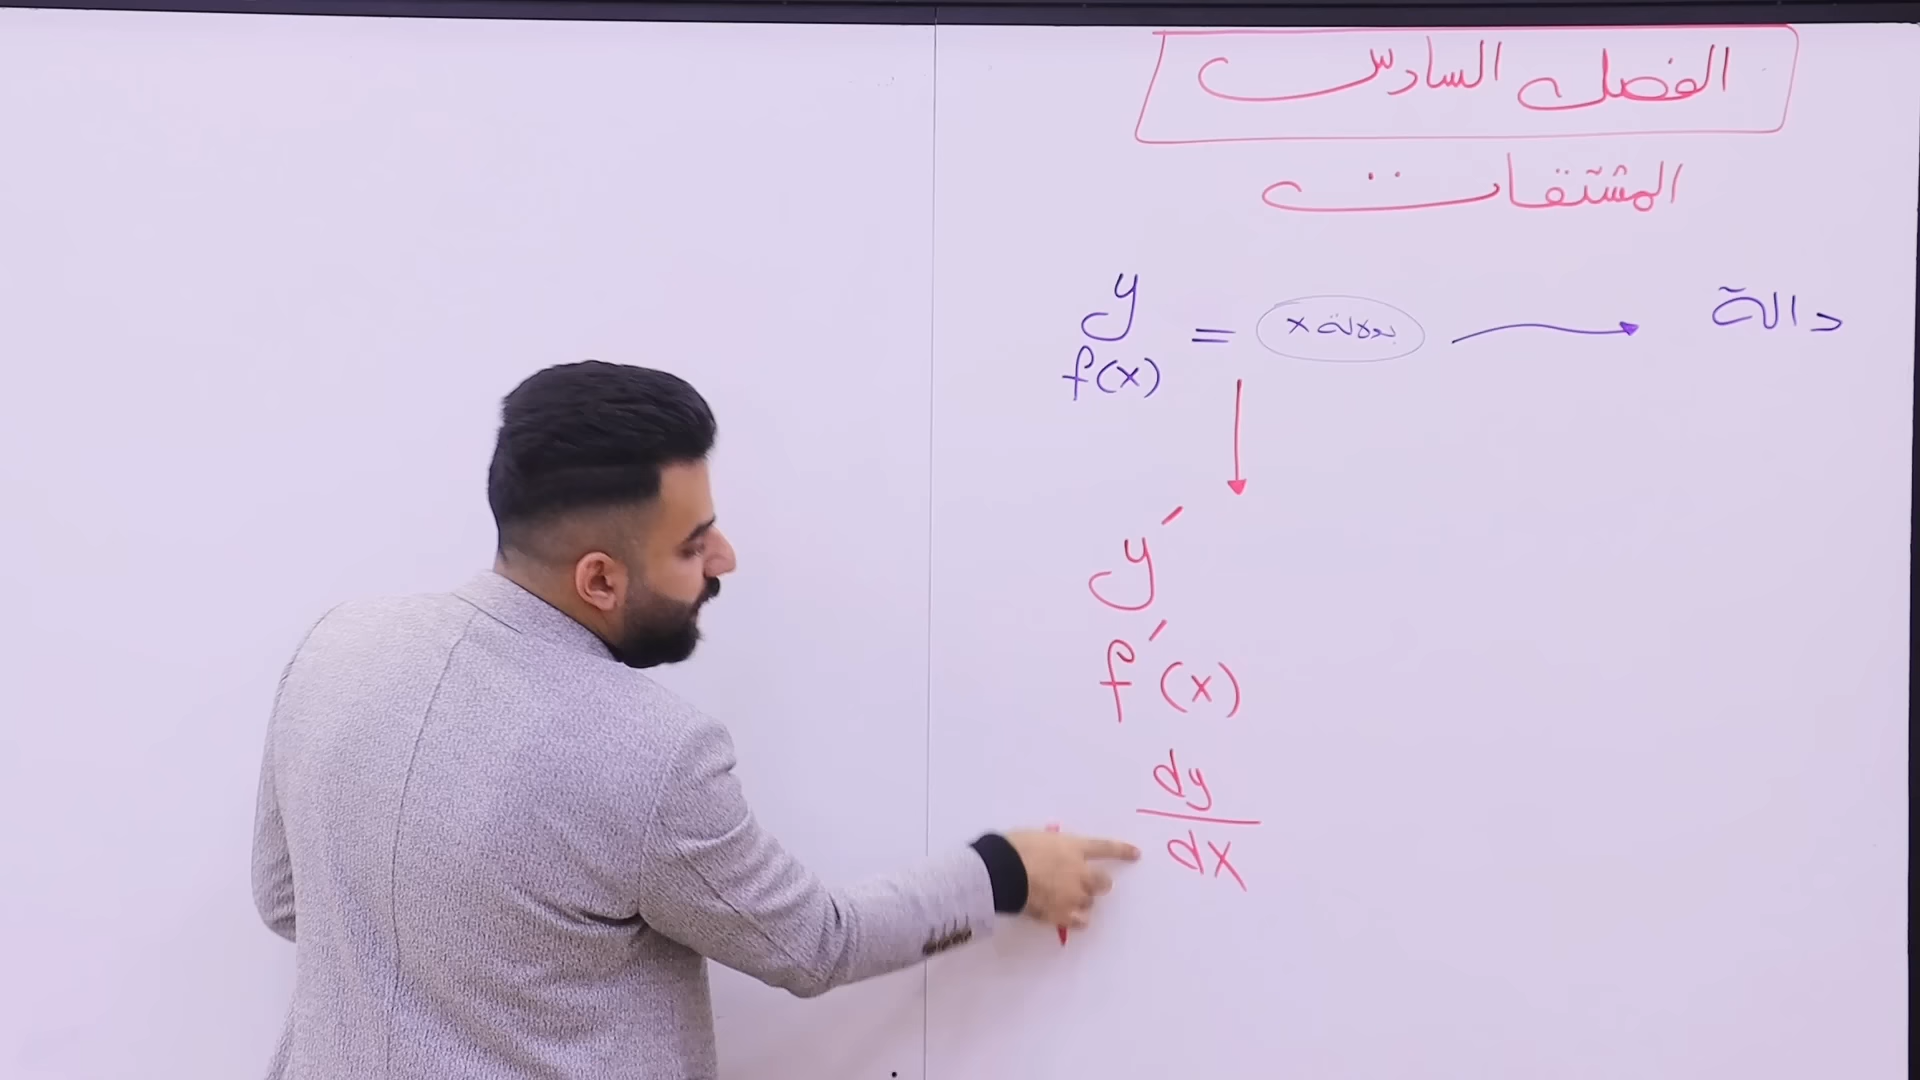 الفصل السادس
المشتقات
y = بدلالة x → دالة
f(x)
y′
f′(x)
dy
dx